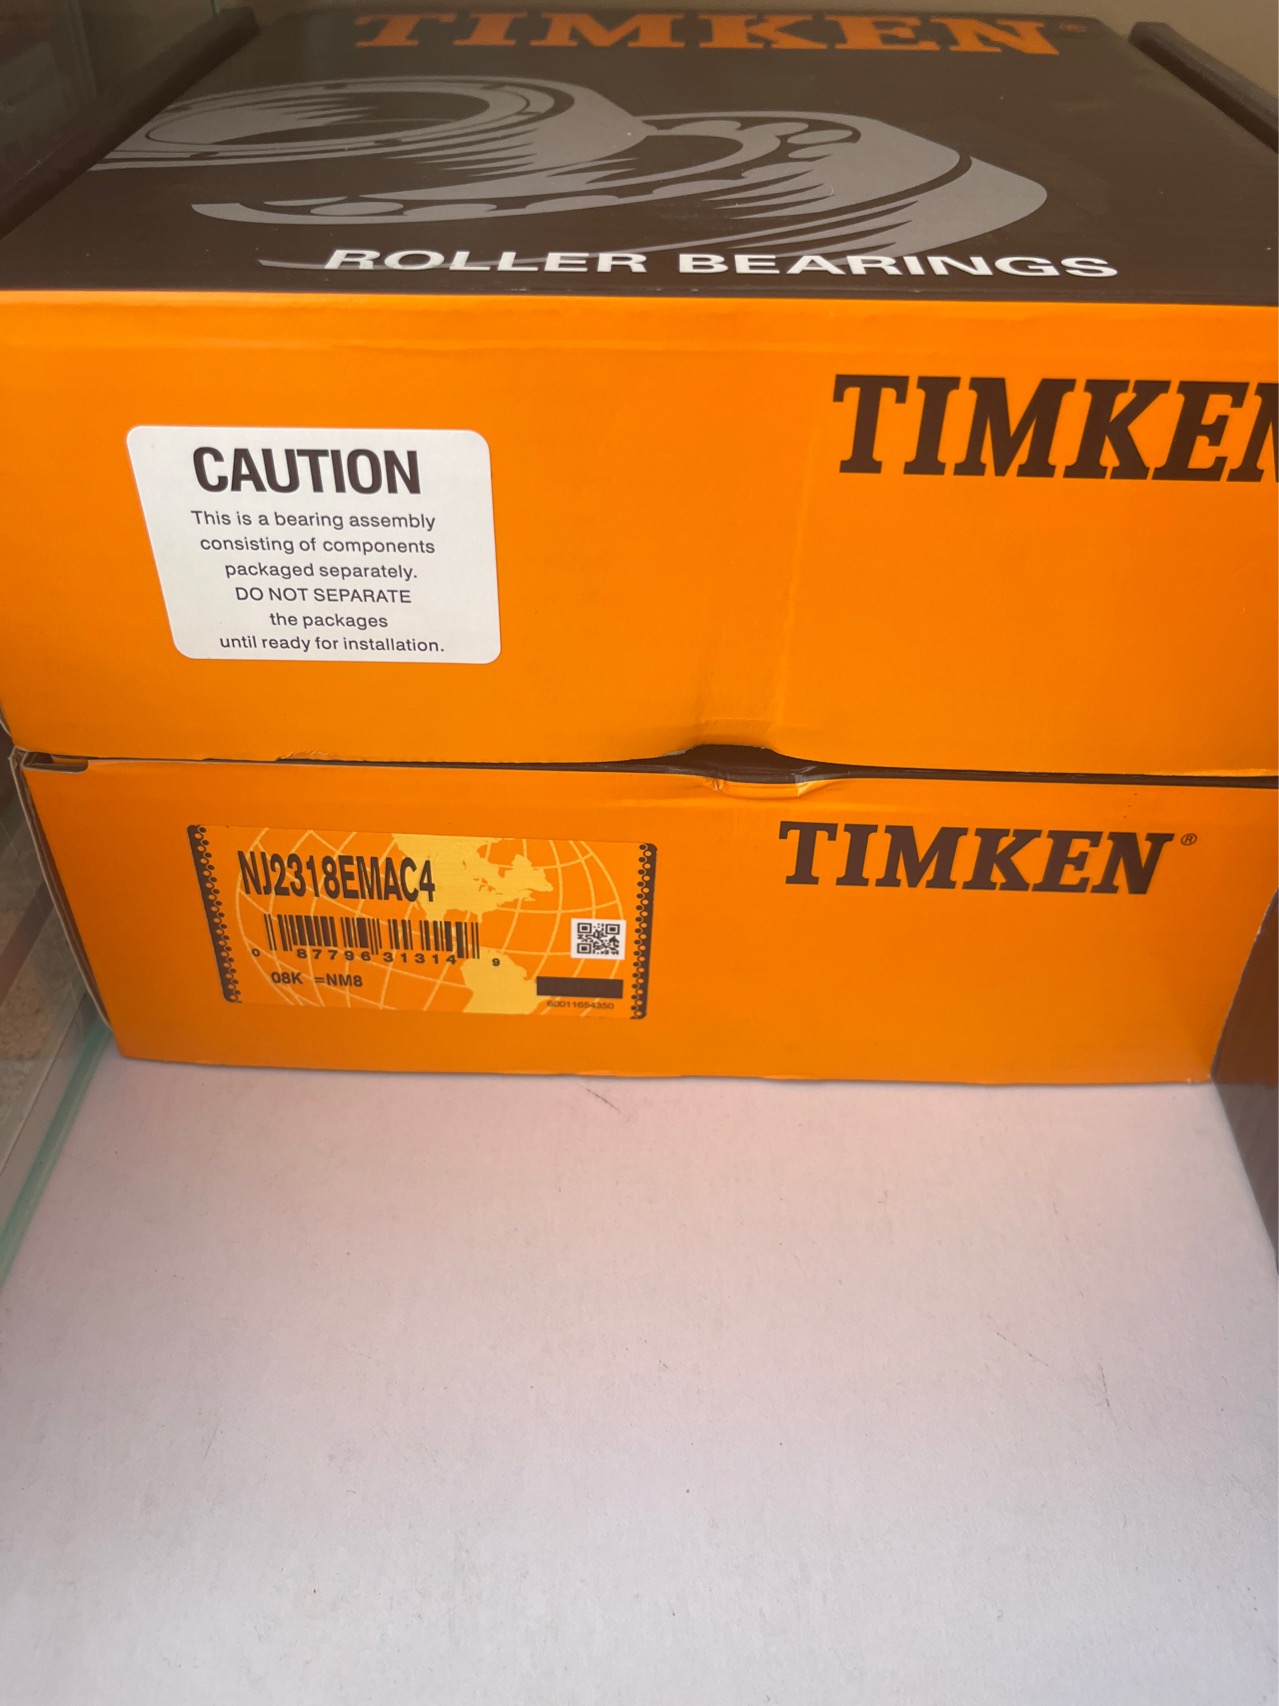 TIMKEN®
ROLLER BEARINGS
TIMKEN
CAUTION
This is a bearing assembly
consisting of components
packaged separately.
DO NOT SEPARATE
the packages
until ready for installation.
TIMKEN®
NJ2318EMAC4
0 87796 31314 9
08K =NM8
60011654350